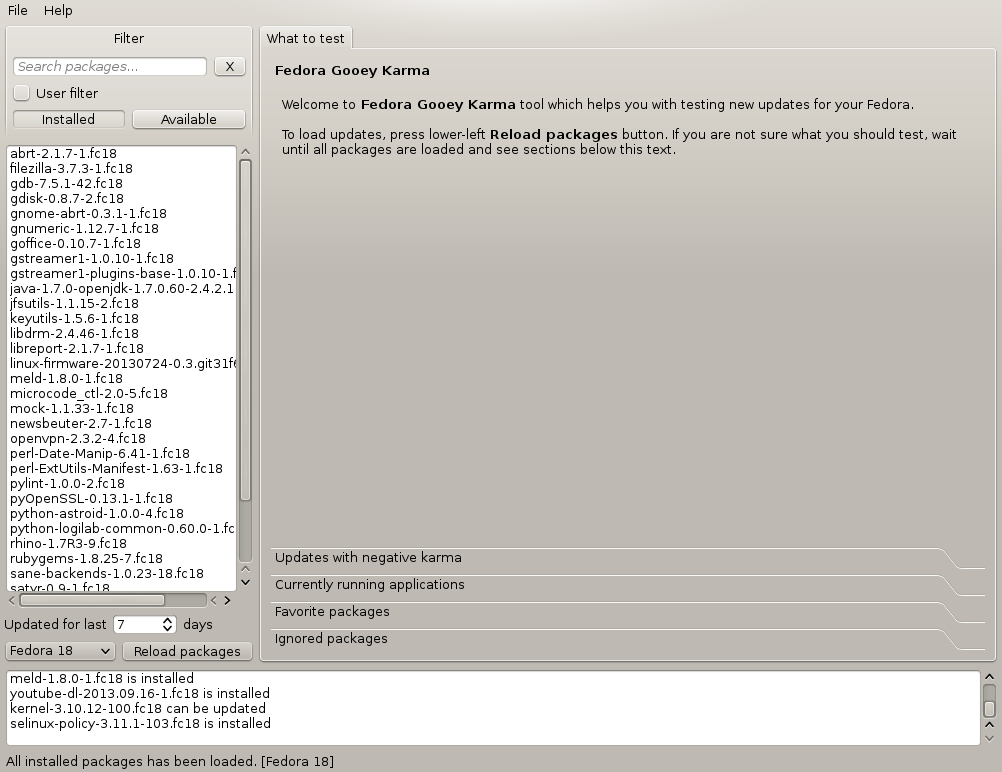 File Help
Filter
Search packages...
X
User filter
Installed Available
abrt-2.1.7-1.fc18
filezilla-3.7.3-1.fc18
gdb-7.5.1-42.fc18
gdisk-0.8.7-2.fc18
gnome-abrt-0.3.1-1.fc18
gnumeric-1.12.7-1.fc18
goffice-0.10.7-1.fc18
gstreamer1-1.0.10-1.fc18
gstreamer1-plugins-base-1.0.10-1.f
java-1.7.0-openjdk-1.7.0.60-2.4.2.1
jfsutils-1.1.15-2.fc18
keyutils-1.5.6-1.fc18
libdrm-2.4.46-1.fc18
libreport-2.1.7-1.fc18
linux-firmware-20130724-0.3.git31f6
meld-1.8.0-1.fc18
microcode_ctl-2.0-5.fc18
mock-1.1.33-1.fc18
newsbeuter-2.7-1.fc18
openvpn-2.3.2-4.fc18
perl-Date-Manip-6.41-1.fc18
perl-ExtUtils-Manifest-1.63-1.fc18
pylint-1.0.0-2.fc18
pyOpenSSL-0.13.1-1.fc18
python-astroid-1.0.0-4.fc18
python-logilab-common-0.60.0-1.fc
rhino-1.7R3-9.fc18
rubygems-1.8.25-7.fc18
sane-backends-1.0.23-18.fc18
satyr-0.9-1.fc18
Updated for last 7 days
Fedora 18
Reload packages
What to test
Fedora Gooey Karma
Welcome to Fedora Gooey Karma tool which helps you with testing new updates for your Fedora.
To load updates, press lower-left Reload packages button. If you are not sure what you should test, wait
until all packages are loaded and see sections below this text.
Updates with negative karma
Currently running applications
Favorite packages
Ignored packages
meld-1.8.0-1.fc18 is installed
youtube-dl-2013.09.16-1.fc18 is installed
kernel-3.10.12-100.fc18 can be updated
selinux-policy-3.11.1-103.fc18 is installed
All installed packages has been loaded. [Fedora 18]